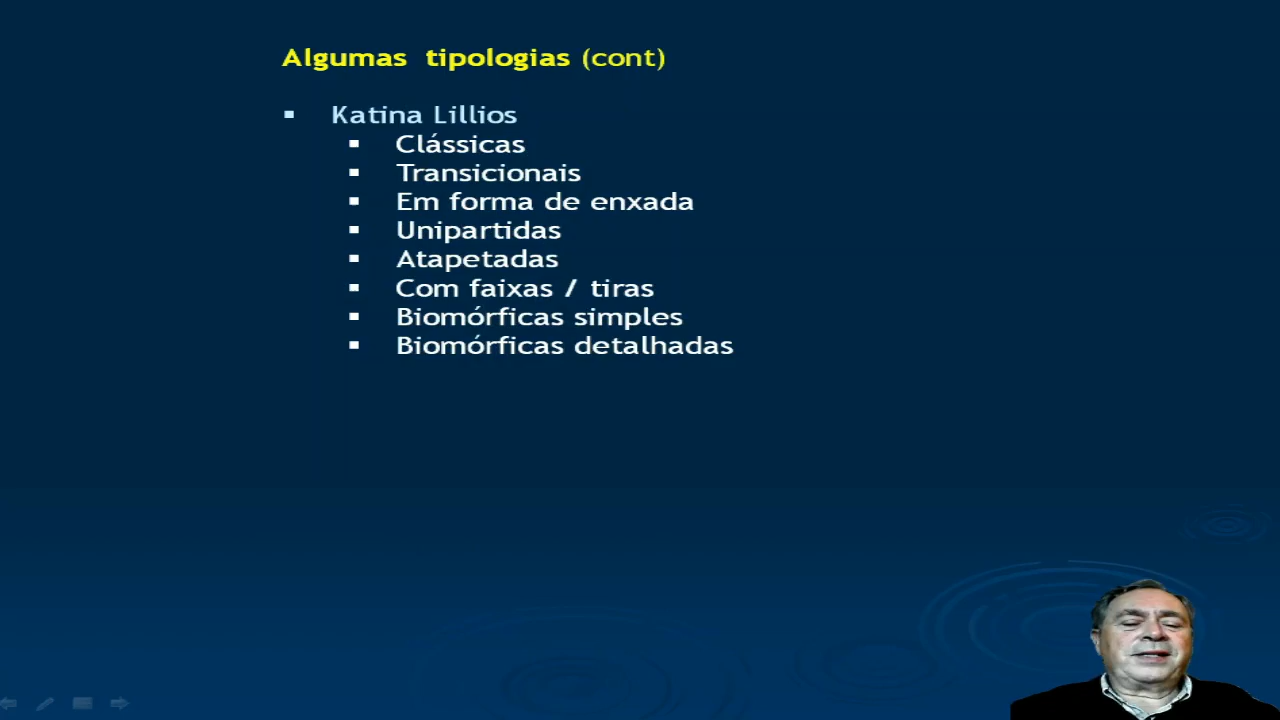 Algumas tipologias (cont)
Katina Lillios
Clássicas
Transicionais
Em forma de enxada
Unipartidas
Atapetadas
Com faixas / tiras
Biomórficas simples
Biomórficas detalhadas